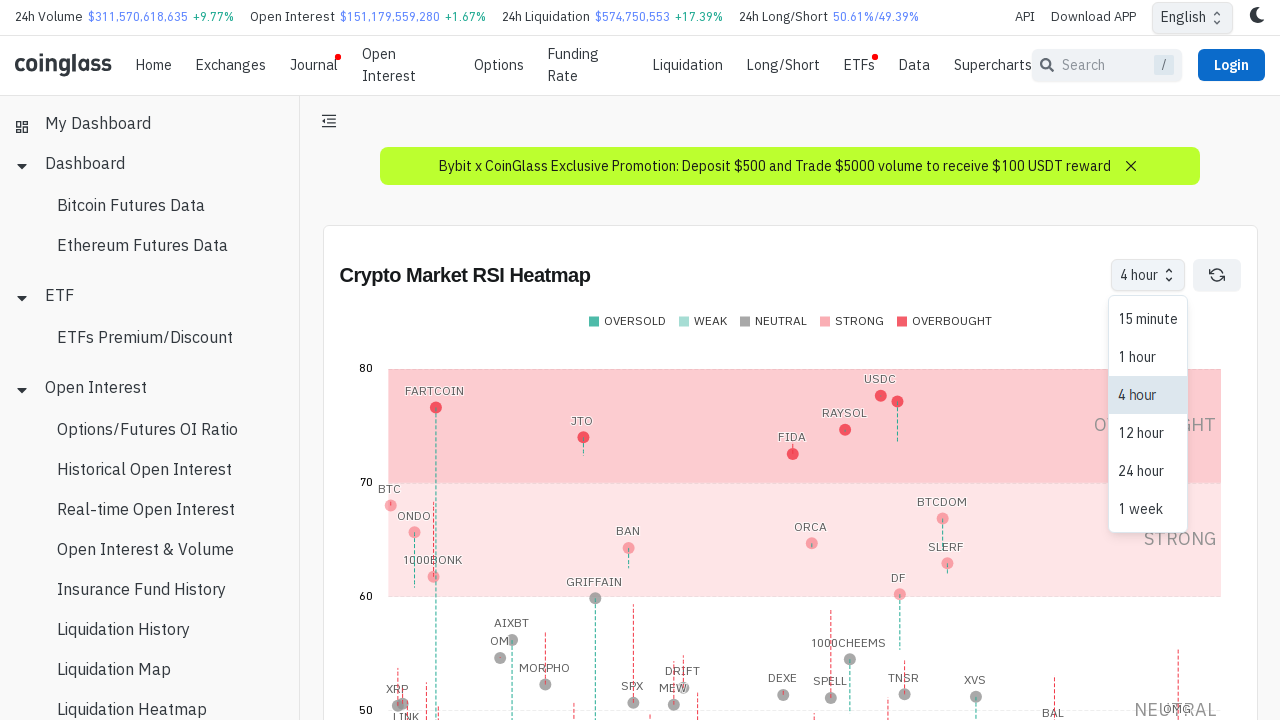 24h Volume $311,570,618,635 +9.77% Open Interest $151,179,559,280 +1.67% 24h Liquidation $574,750,553 +17.39% 24h Long/Short 50.61%/49.39% API Download APP English
coinglass Home Exchanges Journal Open Interest Options Funding Rate Liquidation Long/Short ETFs Data Supercharts Search / Login
My Dashboard
Dashboard
Bitcoin Futures Data
Ethereum Futures Data
ETF
ETFs Premium/Discount
Open Interest
Options/Futures OI Ratio
Historical Open Interest
Real-time Open Interest
Open Interest & Volume
Insurance Fund History
Liquidation History
Liquidation Map
Liquidation Heatmap
Bybit x CoinGlass Exclusive Promotion: Deposit $500 and Trade $5000 volume to receive $100 USDT reward
Crypto Market RSI Heatmap
4 hour
15 minute
1 hour
4 hour
12 hour
24 hour
1 week
OVERSOLD WEAK NEUTRAL STRONG OVERBOUGHT
80
USDC
FARTCOIN
RAYSOL
JTO
FIDA
70
BTC
BTCDOM
ONDO
ORCA
BAN
STRONG
SLERF
1000BONK
DF
GRIFFAIN
60
AIXBT
OM
1000CHEEMS
MORPHO
DRIFT
DEXE
TNSR
SPELL
XVS
SPX
MEW
XRP
OMG
NEUTRAL
50
BAL
LINK